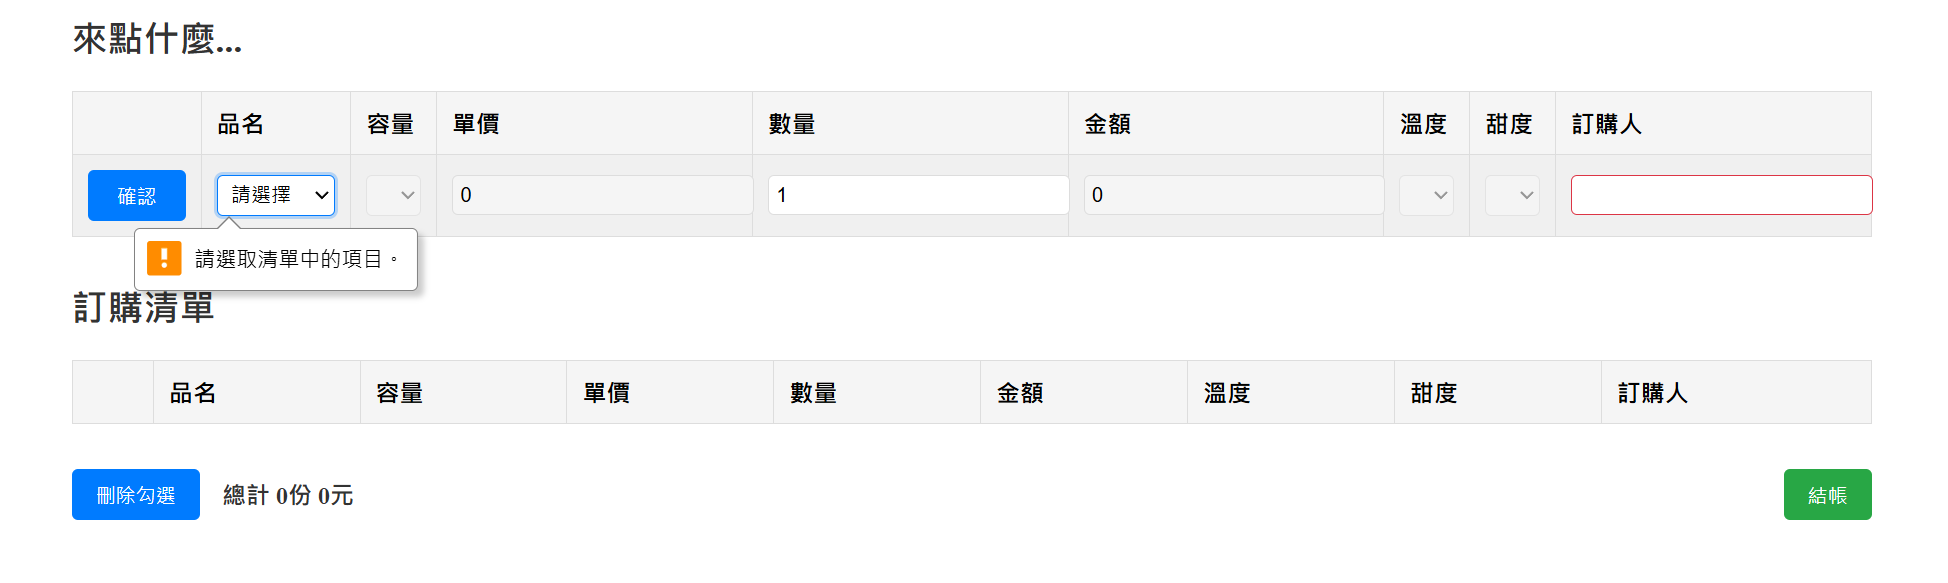 來點什麼...
品名 容量 單價 數量 金額 溫度 甜度 訂購人
確認 請選擇 0 1 0
請選取清單中的項目。
訂購清單
品名 容量 單價 數量 金額 溫度 甜度 訂購人
刪除勾選 總計 0份 0元 結帳